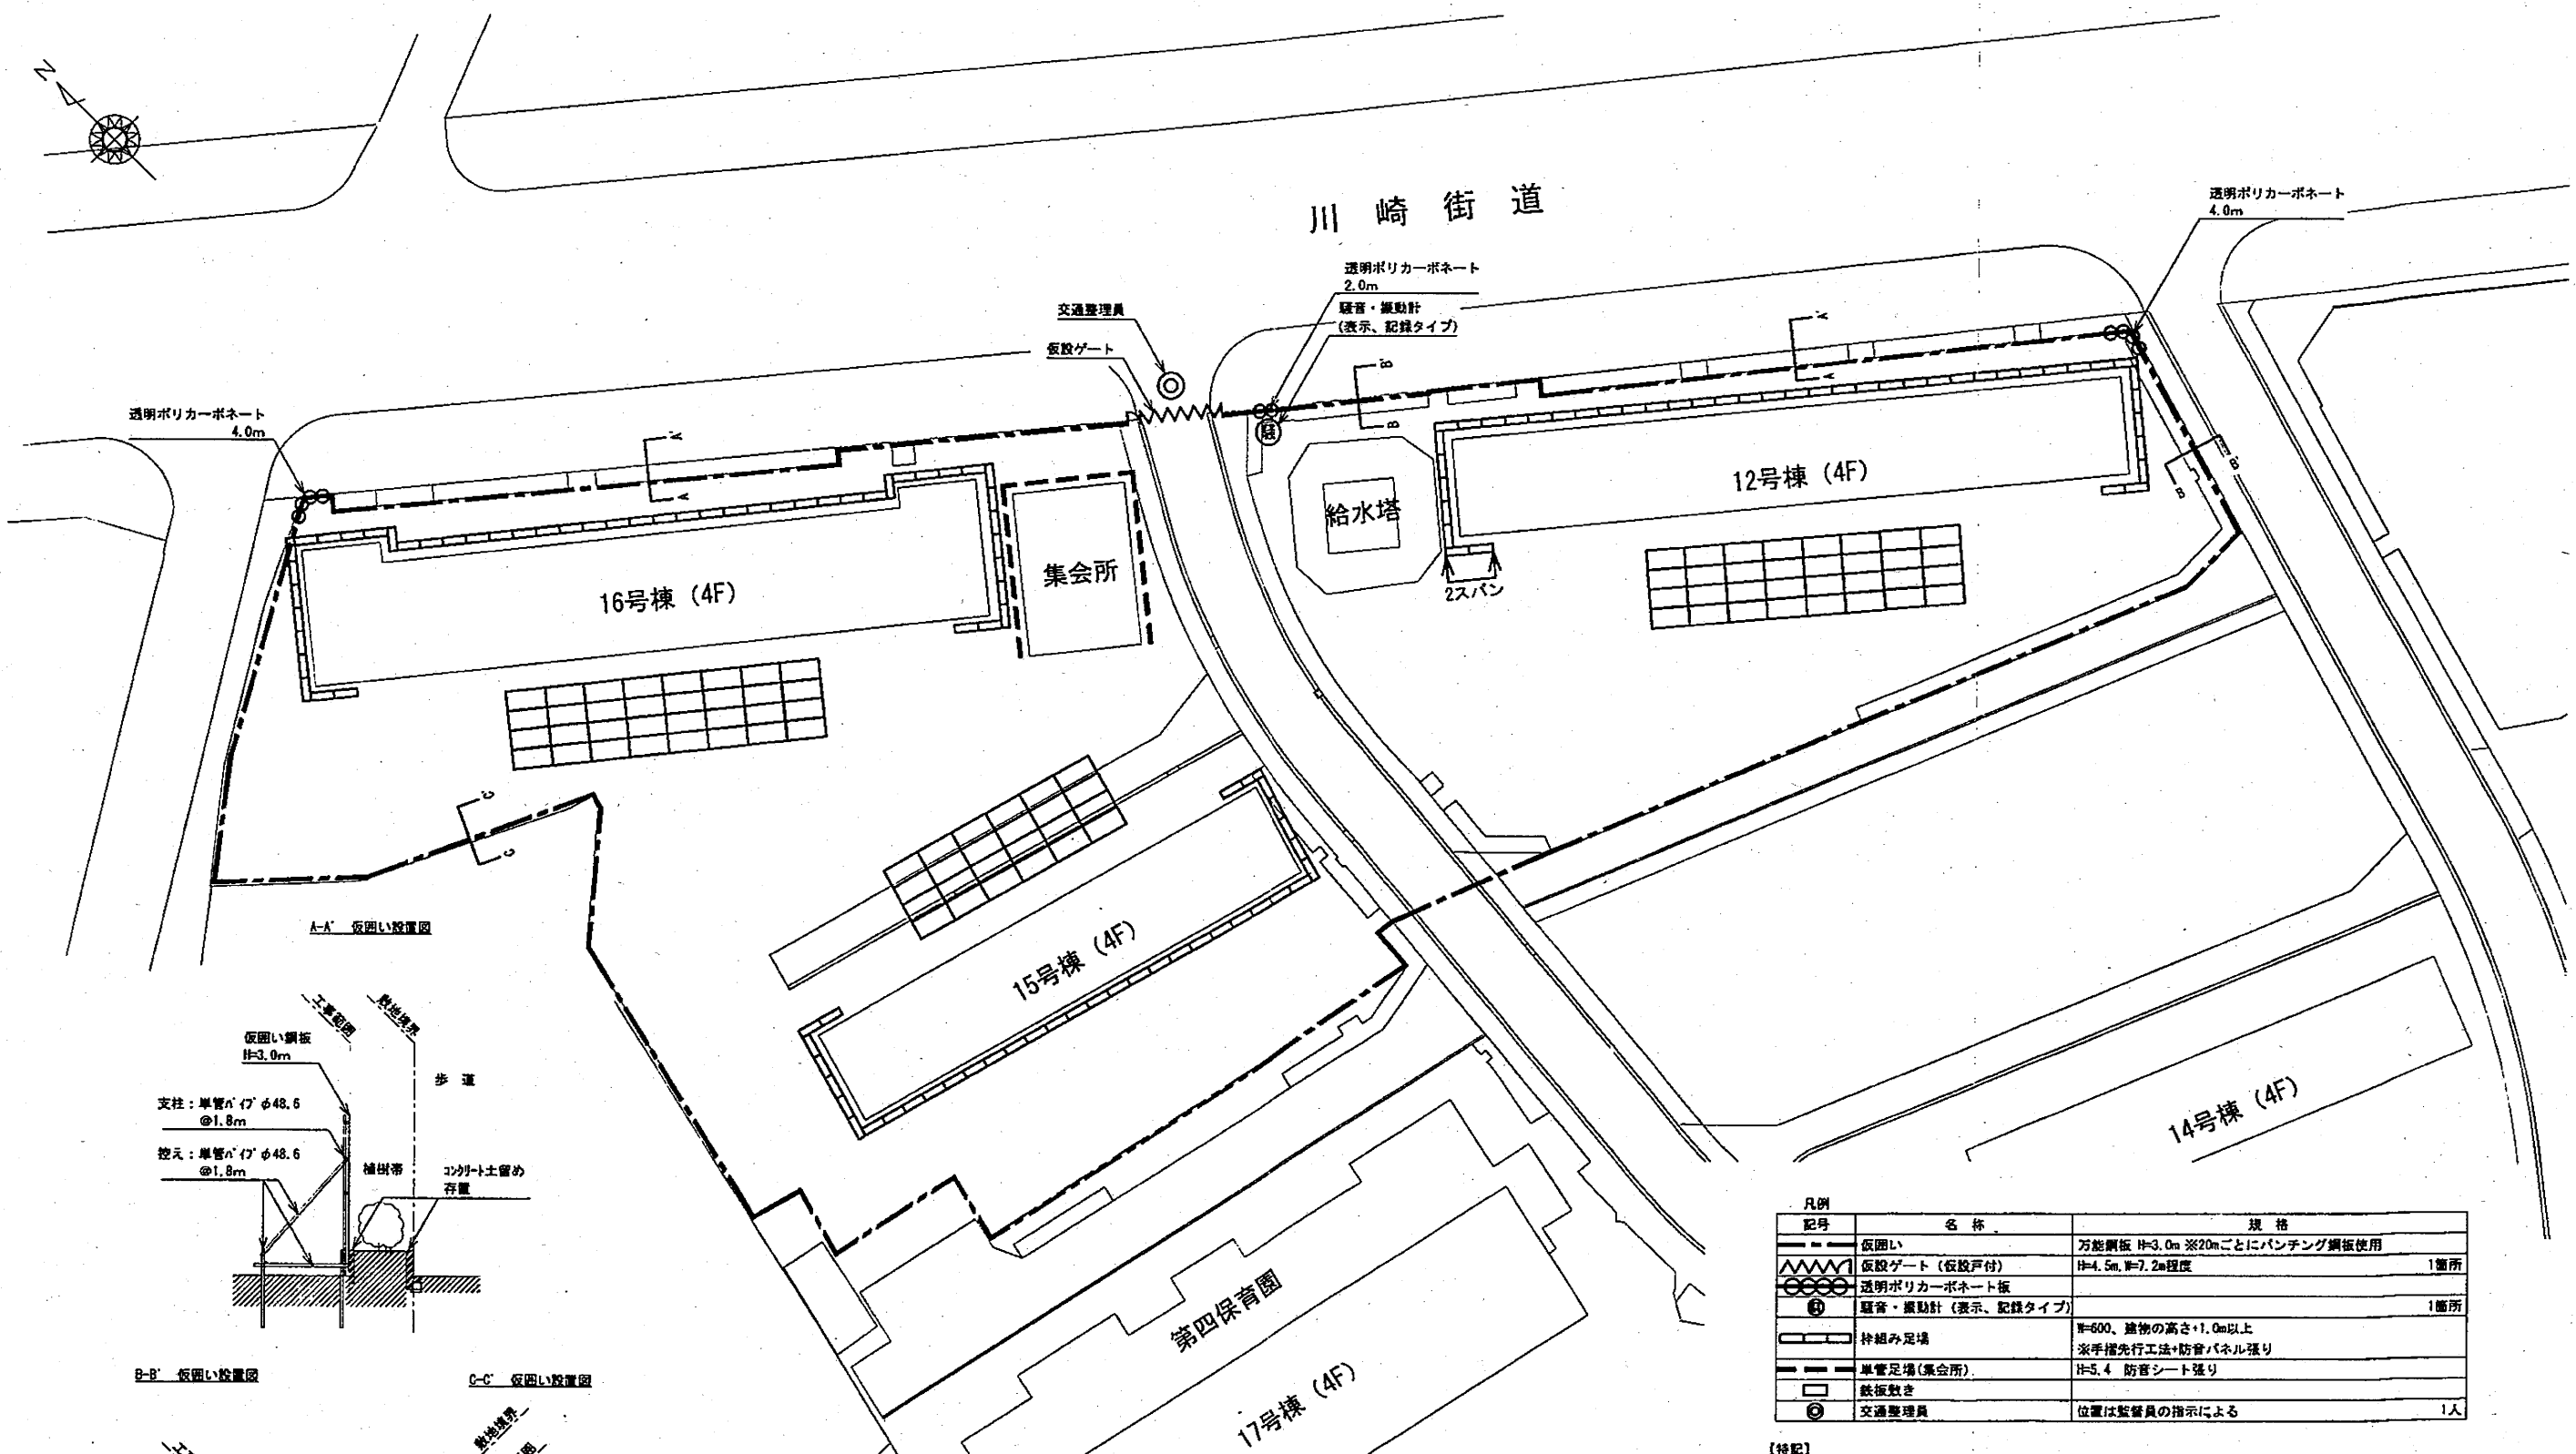 N
川崎街道
透明ポリカーボネート
4.0m
透明ポリカーボネート
2.0m
騒音・振動計
(表示、記録タイプ)
交通整理員
仮設ゲート
透明ポリカーボネート
4.0m
A'
A
B'
B
A'
A
B'
B
騒
12号棟 (4F)
給水塔
2スパン
集会所
16号棟 (4F)
C'
C
15号棟 (4F)
14号棟 (4F)
第四保育園
17号棟 (4F)
A-A' 仮囲い設置図
工事範囲
敷地境界
仮囲い鋼板
H=3.0m
歩 道
支柱：単管パイプ φ48.6
@1.8m
控え：単管パイプ φ48.6
@1.8m
植樹帯
コンクリート土留め
存置
B-B' 仮囲い設置図
C-C' 仮囲い設置図
敷地境界
凡例
記号 名 称 規 格
仮囲い 万能鋼板 H=3.0m ※20mごとにパンチング鋼板使用
仮設ゲート (仮設戸付) H=4.5m,W=7.2m程度 1箇所
透明ポリカーボネート板
騒音・振動計 (表示、記録タイプ) 1箇所
枠組み足場 W=600、建物の高さ+1.0m以上
※手摺先行工法+防音パネル張り
単管足場(集会所) H=5.4 防音シート張り
鉄板敷き
交通整理員 位置は監督員の指示による 1人
[特記]